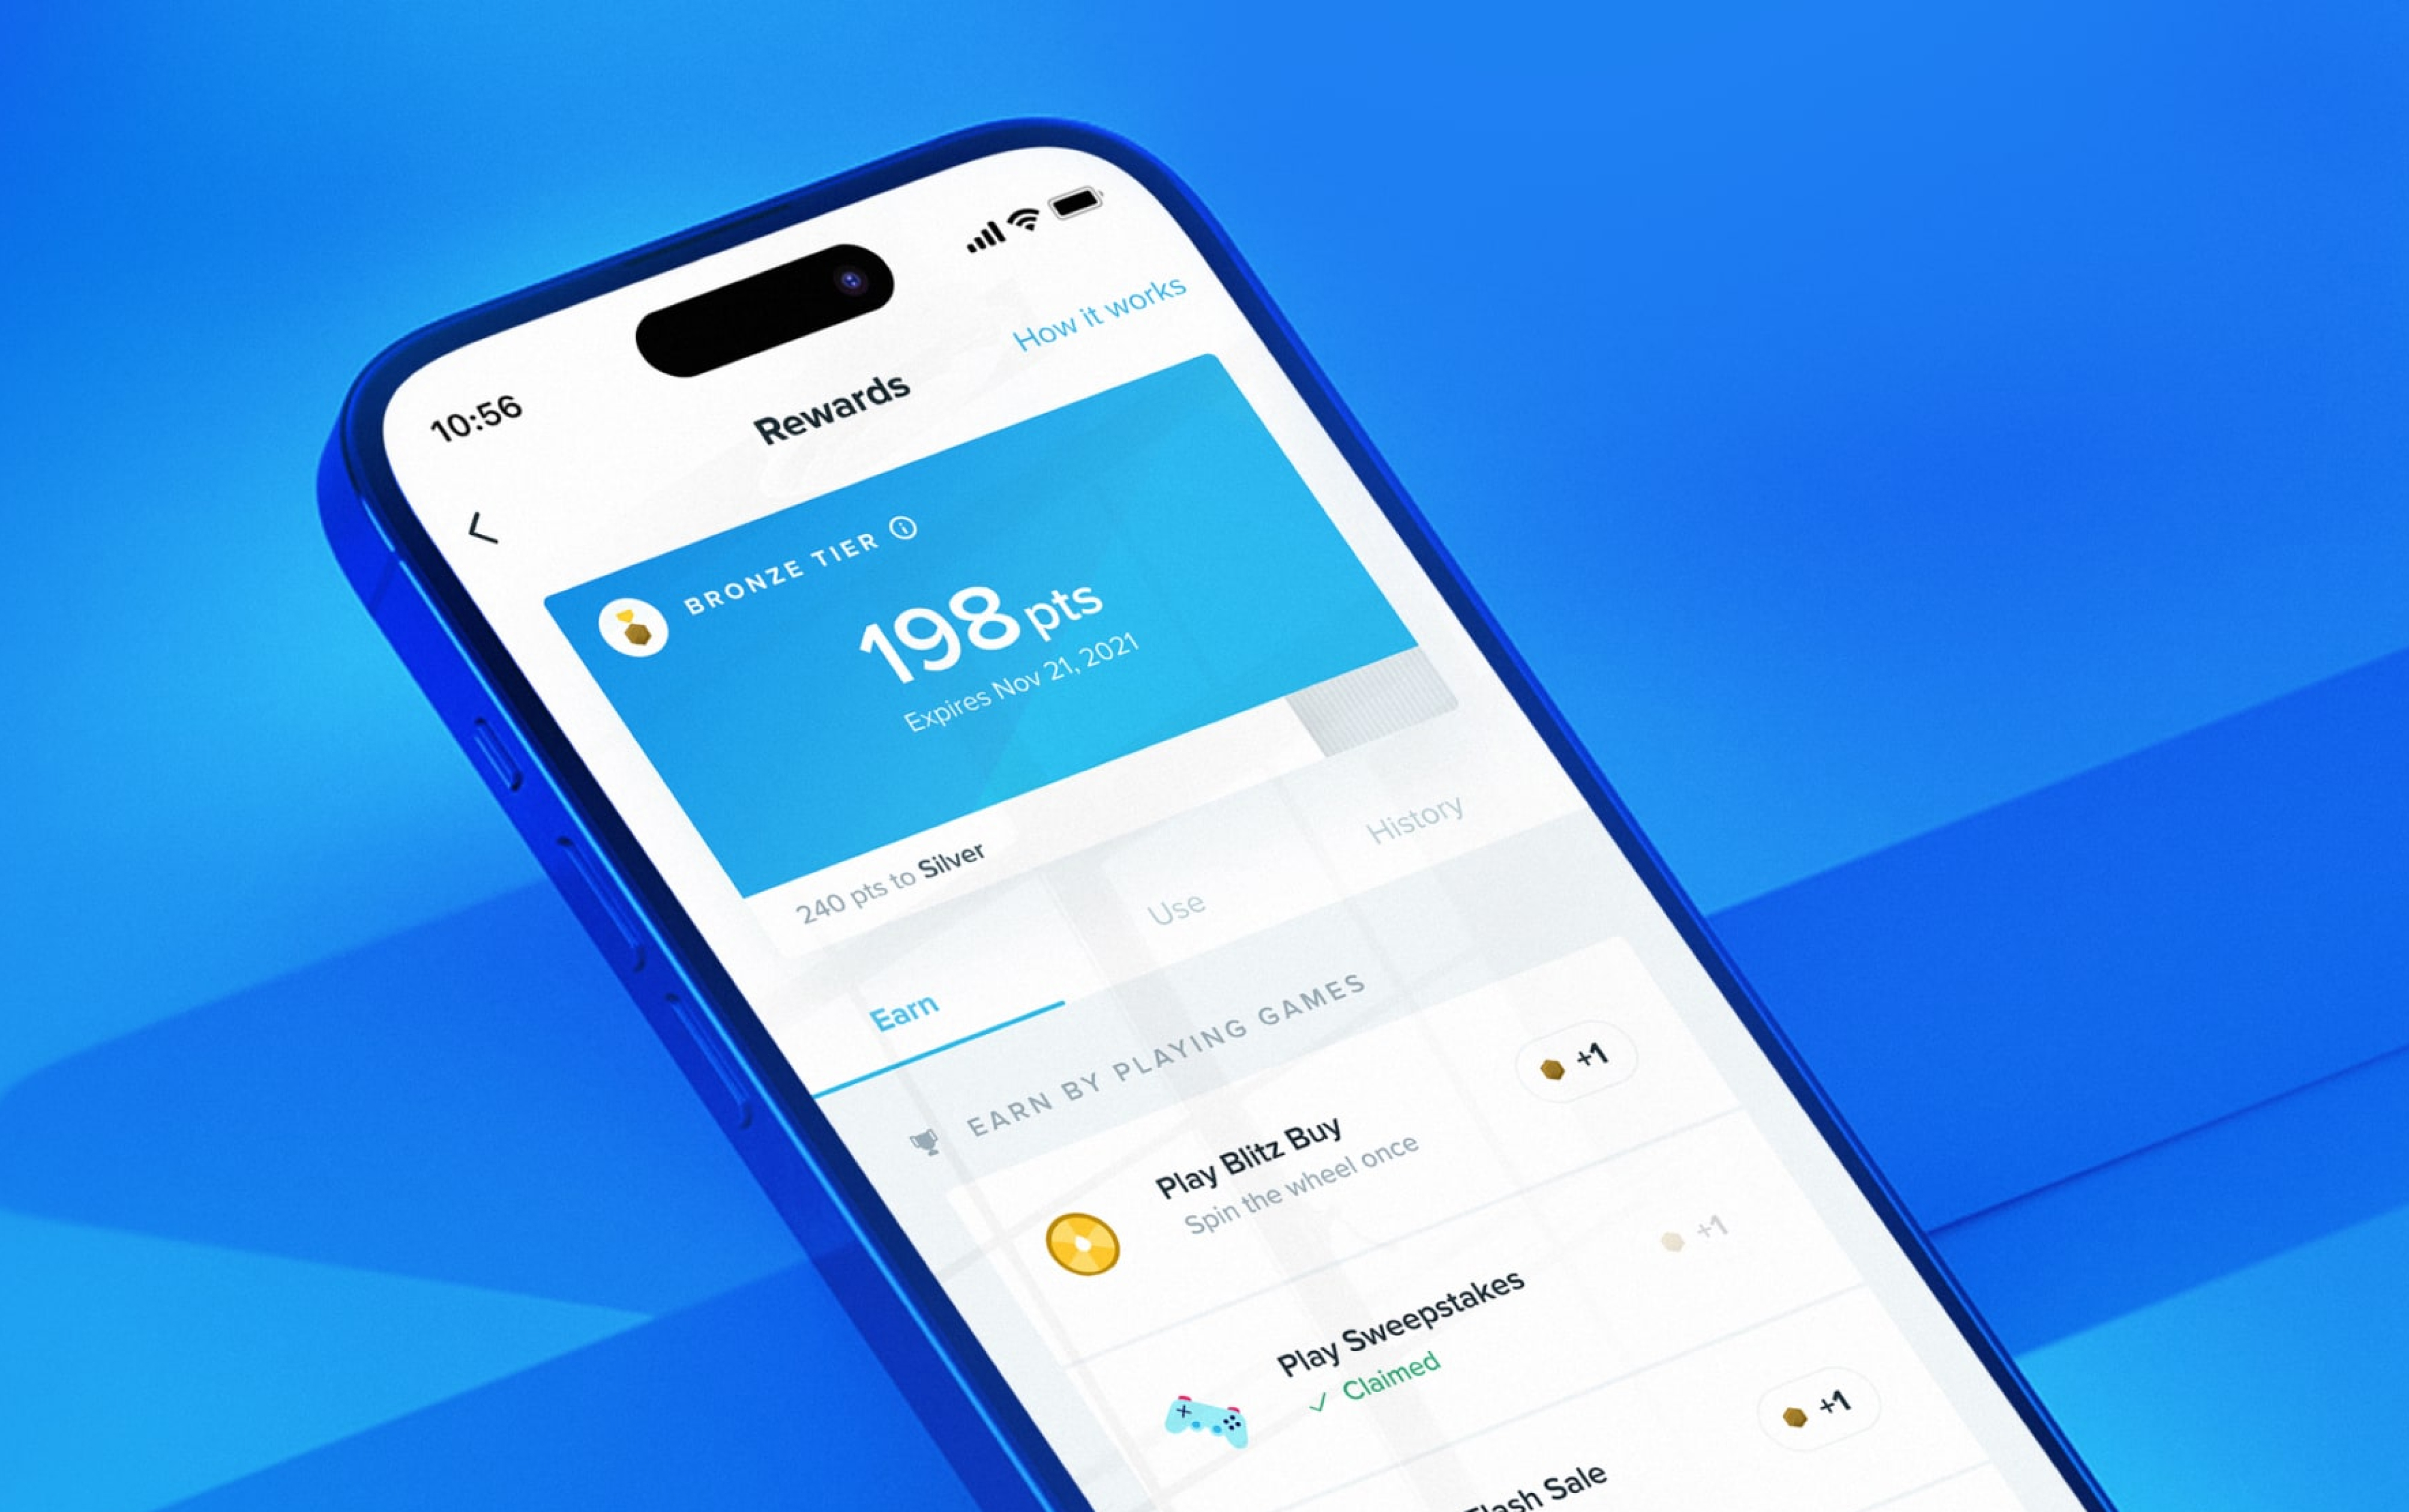 10:56
Rewards
How it works
BRONZE TIER
198 pts
Expires Nov 21, 2021
240 pts to Silver
Earn
Use
History
EARN BY PLAYING GAMES
Play Blitz Buy
Spin the wheel once
+1
Play Sweepstakes
Claimed
+1
Flash Sale
+1